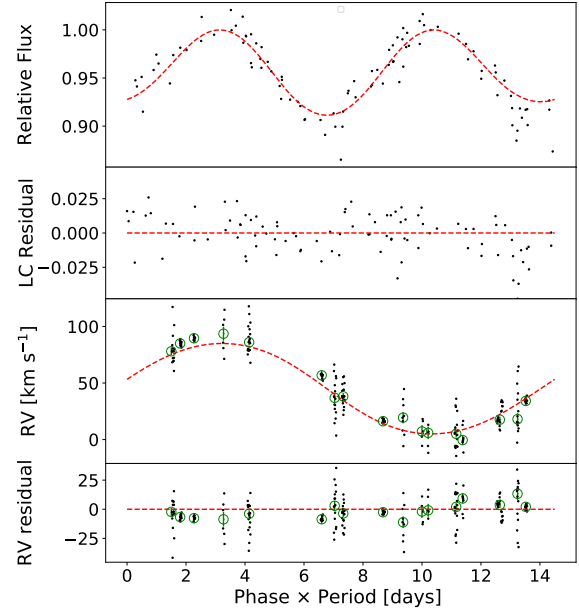 1.00
0.95
0.90
Relative Flux
0.025
0.000
−0.025
LC Residual
100
50
0
RV [km s⁻¹]
25
0
−25
RV residual
0 2 4 6 8 10 12 14
Phase × Period [days]